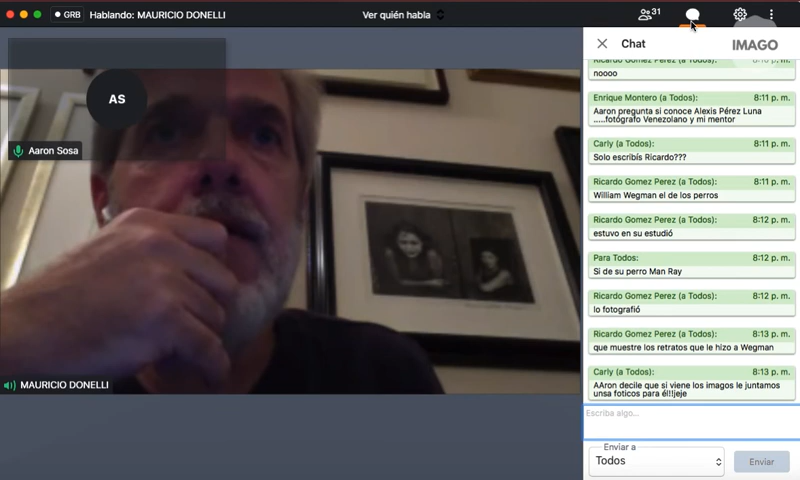 GRB
Hablando: MAURICIO DONELLI
Ver quién habla
31
Chat
IMAGO
Ricardo Gomez Perez (a Todos):
noooo
Enrique Montero (a Todos):
8:11 p. m.
Aaron pregunta si conoce Alexis Pérez Luna
.....fotógrafo Venezolano y mi mentor
Carly (a Todos):
8:11 p. m.
Solo escribís Ricardo???
Ricardo Gomez Perez (a Todos):
8:11 p. m.
William Wegman el de los perros
Ricardo Gomez Perez (a Todos):
8:12 p. m.
estuvo en su estudió
Para Todos:
8:12 p. m.
Si de su perro Man Ray
Ricardo Gomez Perez (a Todos):
8:12 p. m.
lo fotografió
Ricardo Gomez Perez (a Todos):
8:13 p. m.
que muestre los retratos que le hizo a Wegman
Carly (a Todos):
8:13 p. m.
AAron decile que si viene los imagos le juntamos
unsa foticos para él!!jeje
Escriba algo...
Enviar a
Todos
Enviar
AS
Aaron Sosa
MAURICIO DONELLI